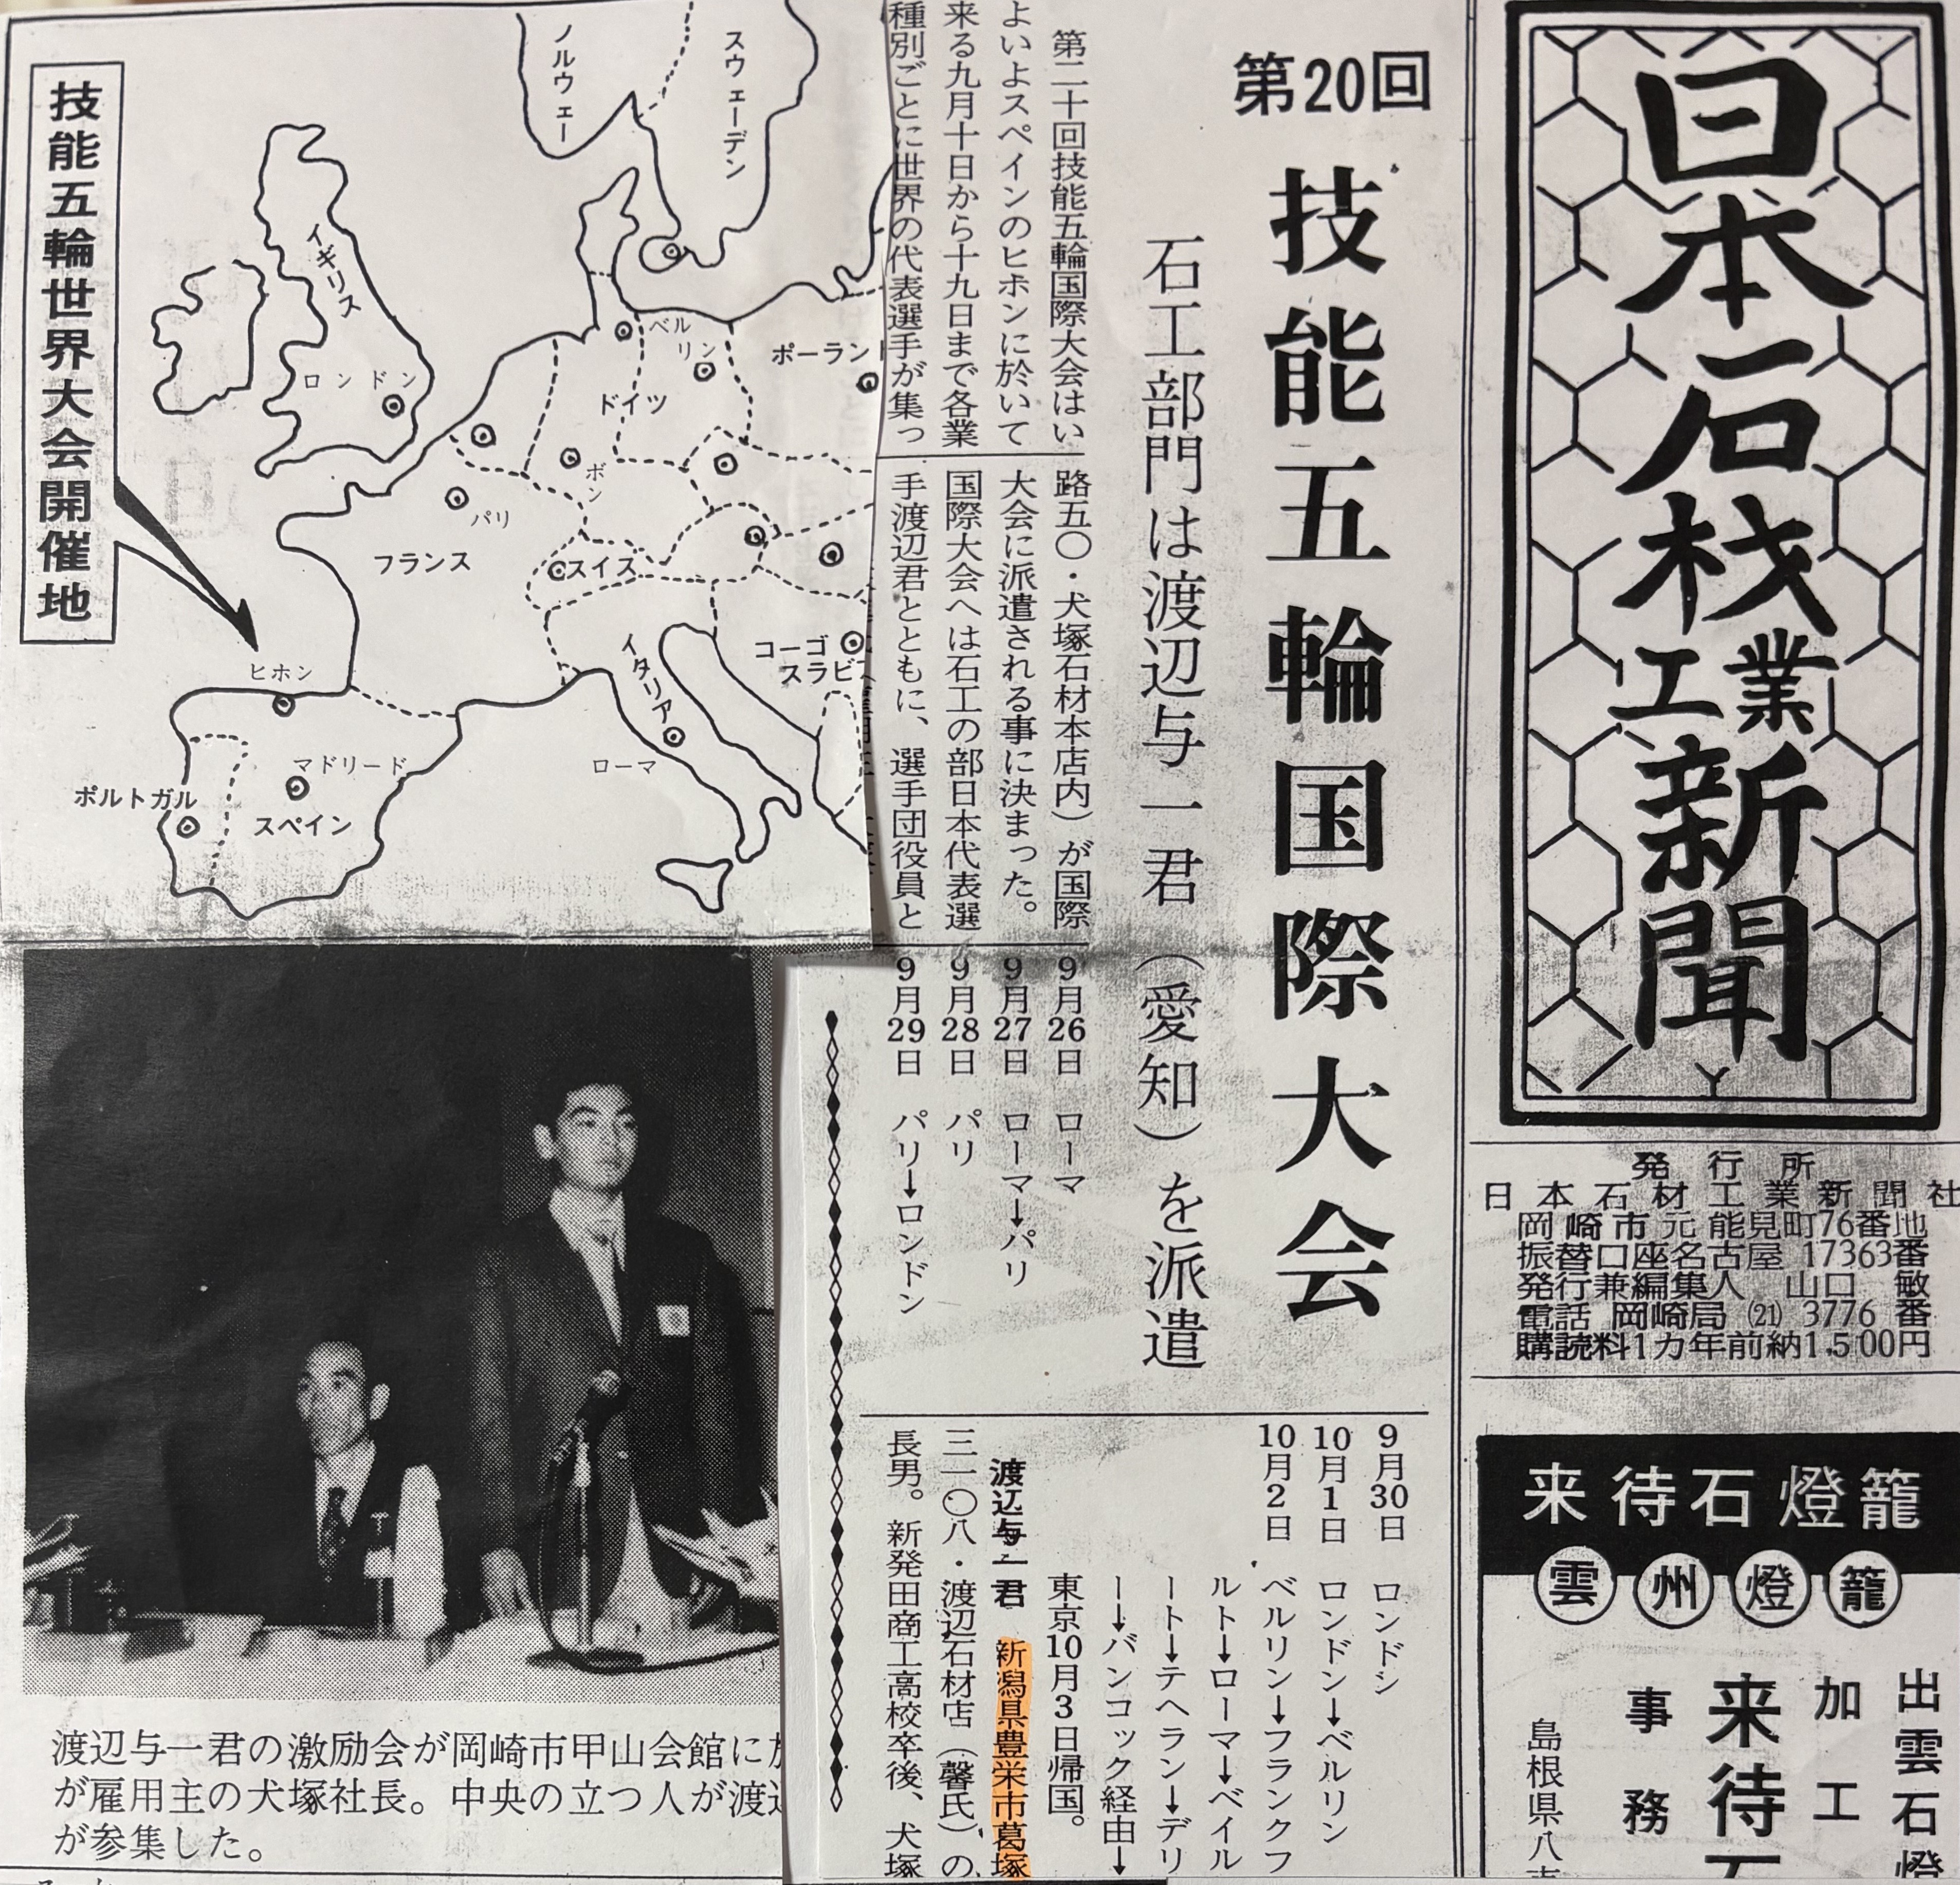 日本石材工業新聞
発行所
日本石材工業新聞社
岡崎市元能見町76番地
振替口座名古屋 17363番
発行兼編集人 山口 敏
電話 岡崎局 (21) 3776 番
購読料1カ年前納1.500円
来待石燈籠
雲州燈籠
出雲石燈
加工
来待石
事務
島根県八束
第20回
技能五輪国際大会
石工部門は渡辺与一君（愛知）を派遣
第二十回技能五輪国際大会はい
よいよスペインのヒホンに於いて
来る九月十日から十九日まで各業
種別ごとに世界の代表選手が集っ
路五〇・犬塚石材本店内）が国際
大会に派遣される事に決まった。
国際大会へは石工の部日本代表選
手渡辺君とともに、選手団役員と
9月26日 ローマ
9月27日 ローマ→パリ
9月28日 パリ
9月29日 パリ→ロンドン
9月30日 ロンドン
10月1日 ロンドン→ベルリン
10月2日 ベルリン→フランクフ
ルト→ローマ→ベイル
ート→テヘラン→デリ
ー→バンコック経由→
東京10月3日帰国。
渡辺与一君 新潟県豊栄市葛塚
三一〇八・渡辺石材店（馨氏）の
長男。新発田商工高校卒後、犬塚
技能五輪世界大会開催地
ノルウェー
スウェーデン
イギリス
ロンドン
ベルリン
ポーランド
ドイツ
ボン
パリ
フランス
スイス
イタリア
ユーゴ
スラビア
ヒホン
マドリード
ローマ
ポルトガル
スペイン
渡辺与一君の激励会が岡崎市甲山会館に
が雇用主の犬塚社長。中央の立つ人が渡辺
が参集した。